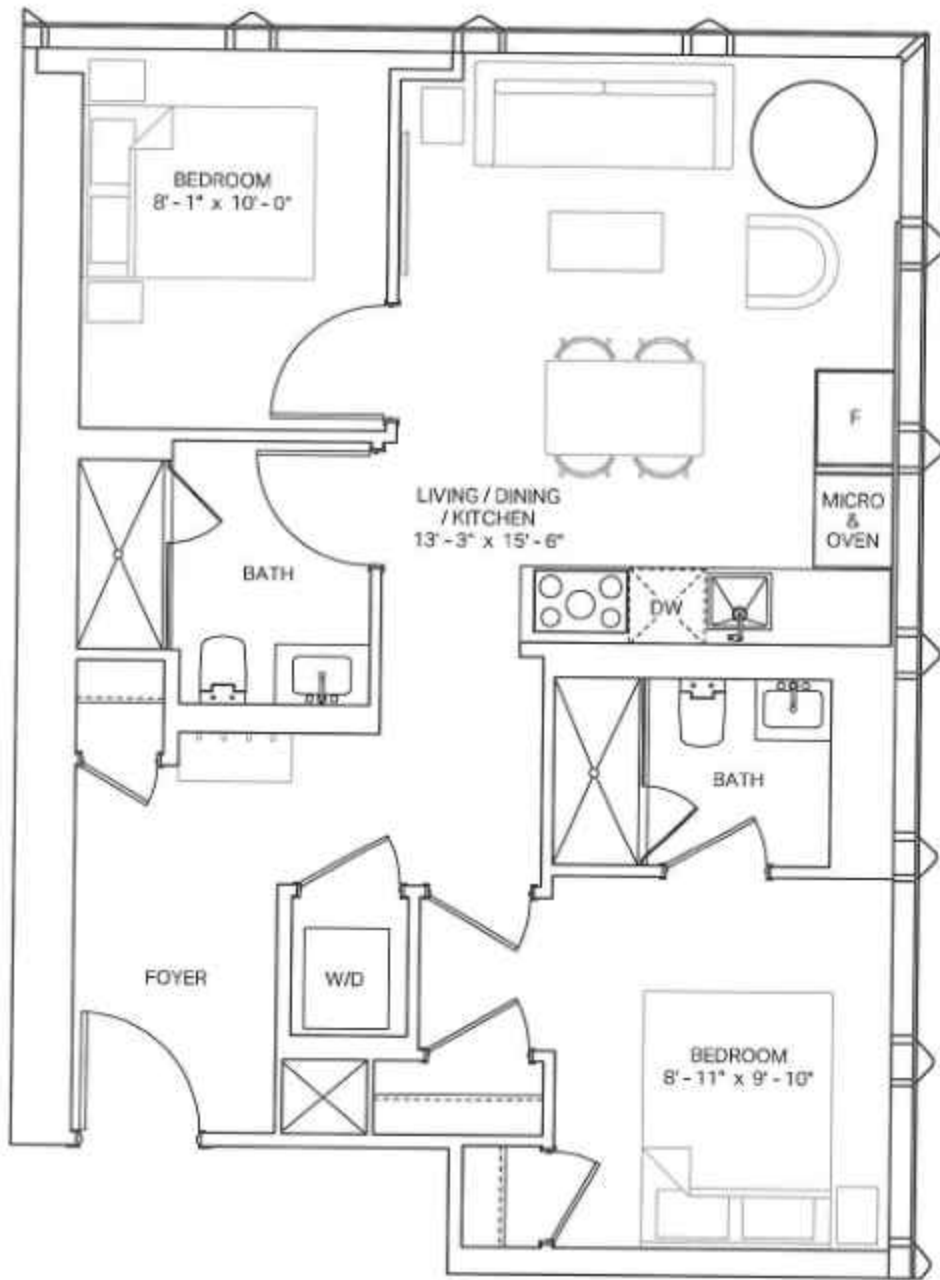 BEDROOM
8' - 1" x 10' - 0"
F
LIVING / DINING
/ KITCHEN
13' - 3" x 15' - 6"
MICRO
&
OVEN
BATH
DW
BATH
FOYER
W/D
BEDROOM
8' - 11" x 9' - 10"